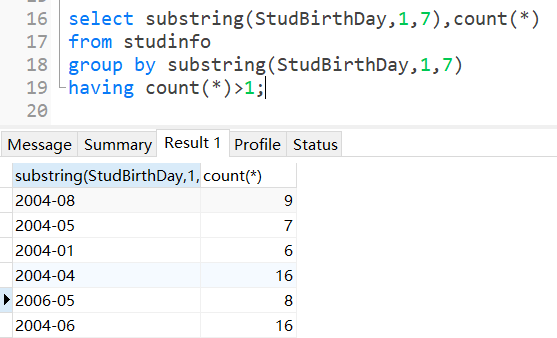 15
16 select substring(StudBirthDay,1,7),count(*)
17 from studinfo
18 group by substring(StudBirthDay,1,7)
19 having count(*)>1;
20
Message Summary Result 1 Profile Status
substring(StudBirthDay,1, count(*)
2004-08 9
2004-05 7
2004-01 6
2004-04 16
2006-05 8
2004-06 16